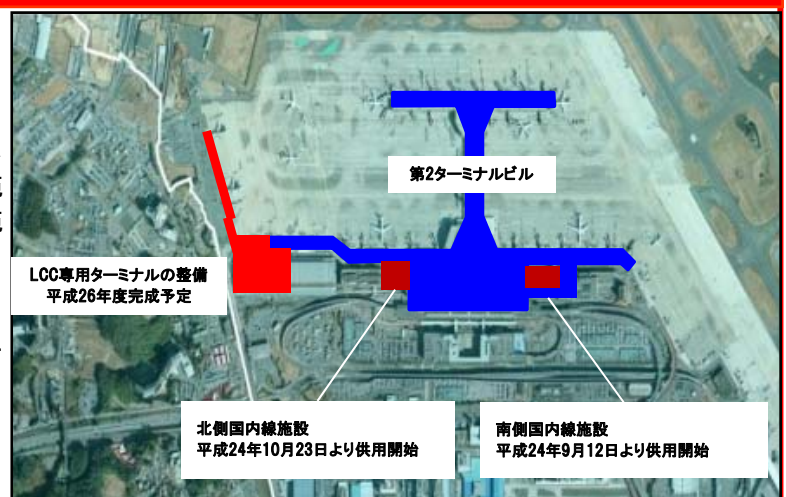 第2ターミナルビル
LCC専用ターミナルの整備
平成26年度完成予定
北側国内線施設
平成24年10月23日より供用開始
南側国内線施設
平成24年9月12日より供用開始